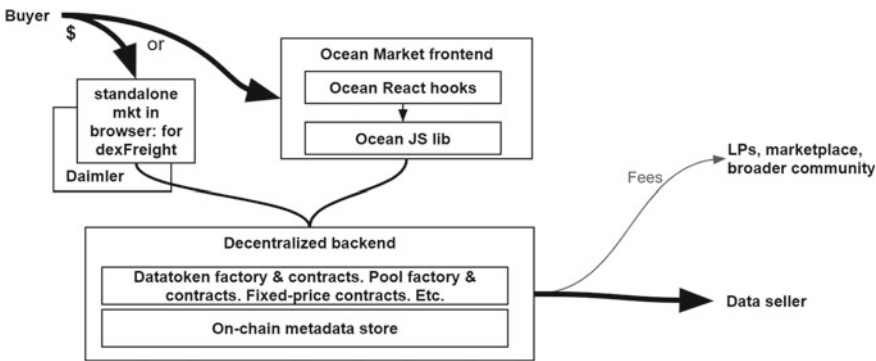 Buyer
$
or
Ocean Market frontend
Ocean React hooks
Ocean JS lib
standalone
mkt in
browser: for
dexFreight
Daimler
LPs, marketplace,
broader community
Fees
Decentralized backend
Datatoken factory & contracts. Pool factory &
contracts. Fixed-price contracts. Etc.
On-chain metadata store
Data seller